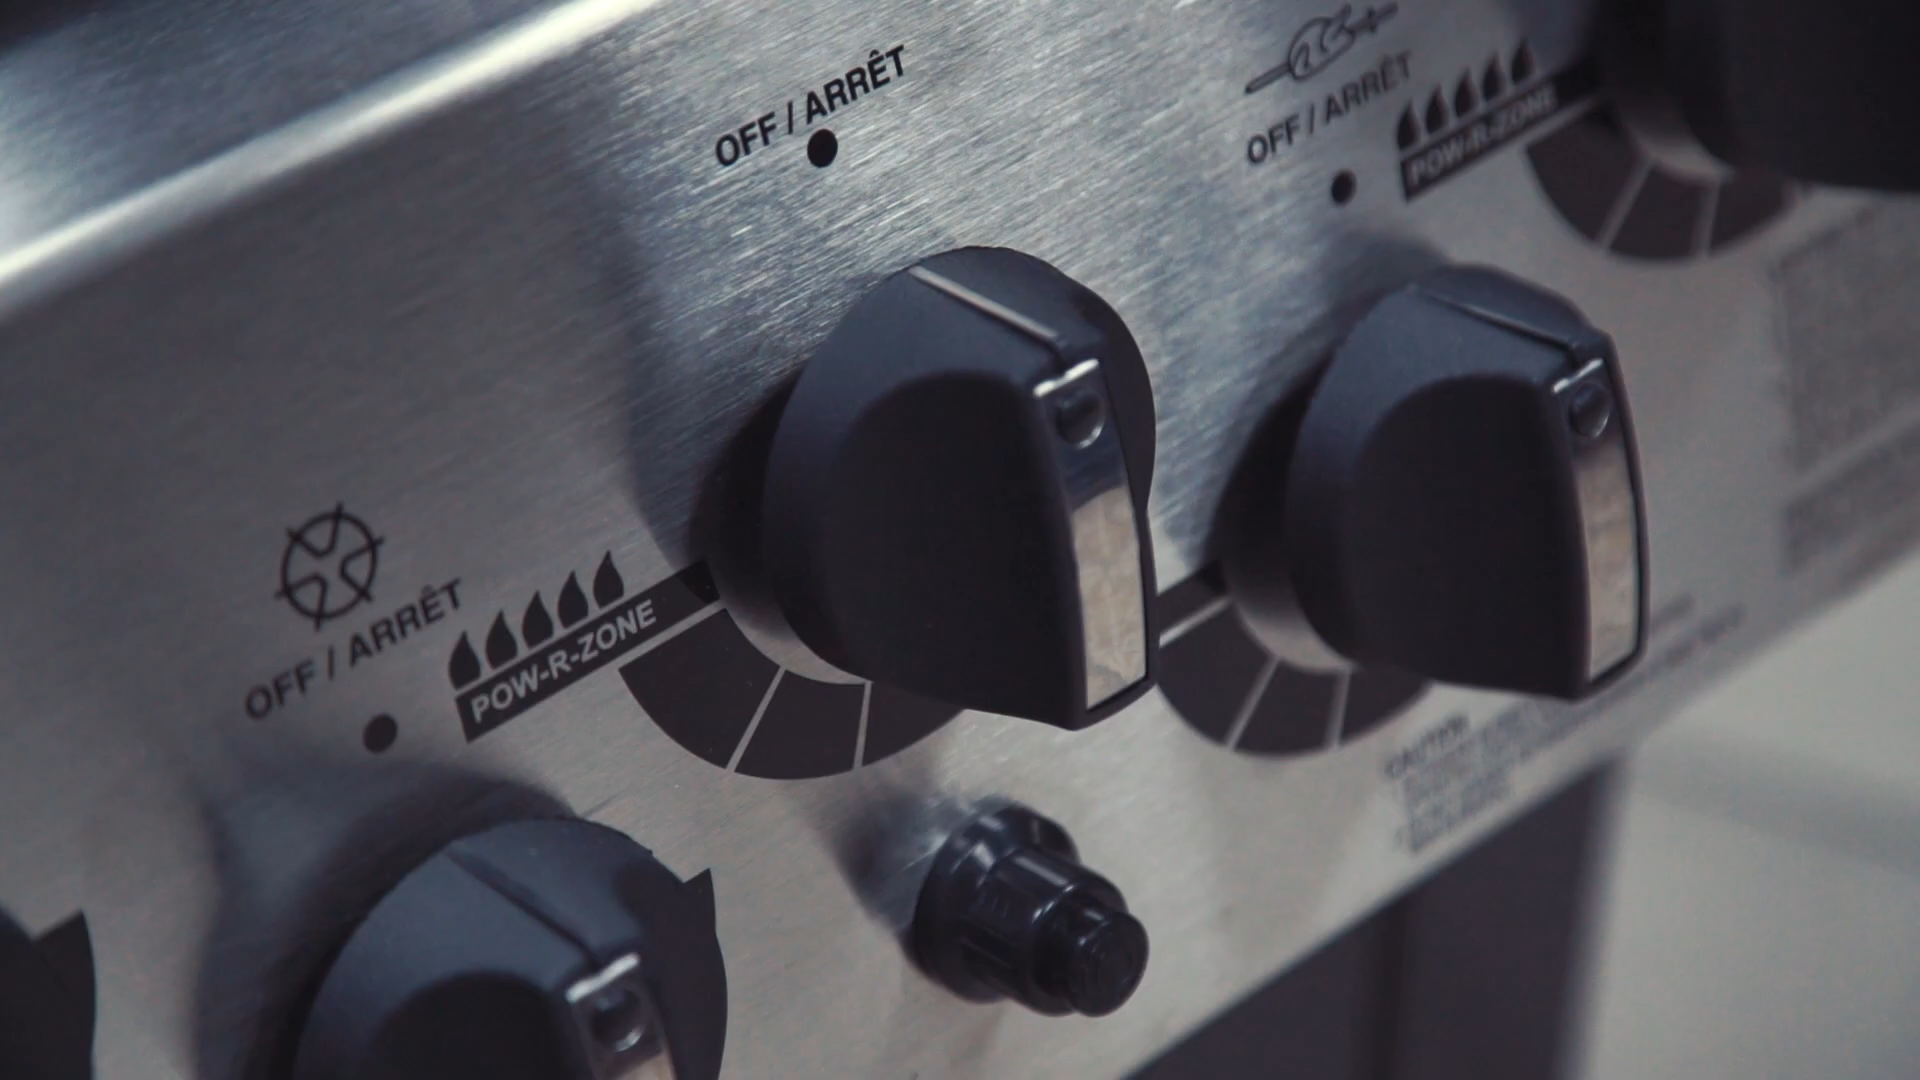 OFF / ARRÊT
OFF / ARRÊT
POW-R-ZONE
OFF / ARRÊT
POW-R-ZONE
CAUTION